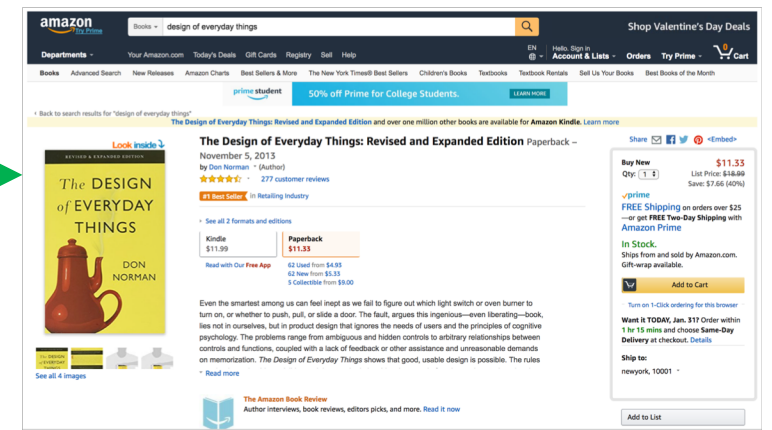 amazon
Try Prime
Books
design of everyday things
Shop Valentine's Day Deals
Departments
Your Amazon.com Today's Deals Gift Cards Registry Sell Help
EN
Hello. Sign in
Account & Lists
Orders
Try Prime
0
Cart
Books Advanced Search New Releases Amazon Charts Best Sellers & More The New York Times® Best Sellers Children's Books Textbooks Textbook Rentals Sell Us Your Books Best Books of the Month
prime student
50% off Prime for College Students.
LEARN MORE
‹ Back to search results for "design of everyday things"
The Design of Everyday Things: Revised and Expanded Edition and over one million other books are available for Amazon Kindle. Learn more
Look inside
REVISED & EXPANDED EDITION
The DESIGN
of EVERYDAY
THINGS
DON
NORMAN
See all 4 images
The Design of Everyday Things: Revised and Expanded Edition Paperback –
November 5, 2013
by Don Norman (Author)
277 customer reviews
#1 Best Seller in Retailing Industry
See all 2 formats and editions
Kindle
$11.99
Paperback
$11.33
Read with Our Free App
62 Used from $4.93
62 New from $5.33
5 Collectible from $9.00
Even the smartest among us can feel inept as we fail to figure out which light switch or oven burner to
turn on, or whether to push, pull, or slide a door. The fault, argues this ingenious—even liberating—book,
lies not in ourselves, but in product design that ignores the needs of users and the principles of cognitive
psychology. The problems range from ambiguous and hidden controls to arbitrary relationships between
controls and functions, coupled with a lack of feedback or other assistance and unreasonable demands
on memorization. The Design of Everyday Things shows that good, usable design is possible. The rules
Read more
The Amazon Book Review
Author interviews, book reviews, editors picks, and more. Read it now
Share
<Embed>
Buy New
$11.33
Qty: 1
List Price: $18.99
Save: $7.66 (40%)
prime
FREE Shipping on orders over $25
—or get FREE Two-Day Shipping with
Amazon Prime
In Stock.
Ships from and sold by Amazon.com.
Gift-wrap available.
Add to Cart
Turn on 1-Click ordering for this browser
Want it TODAY, Jan. 31? Order within
1 hr 15 mins and choose Same-Day
Delivery at checkout. Details
Ship to:
newyork, 10001
Add to List